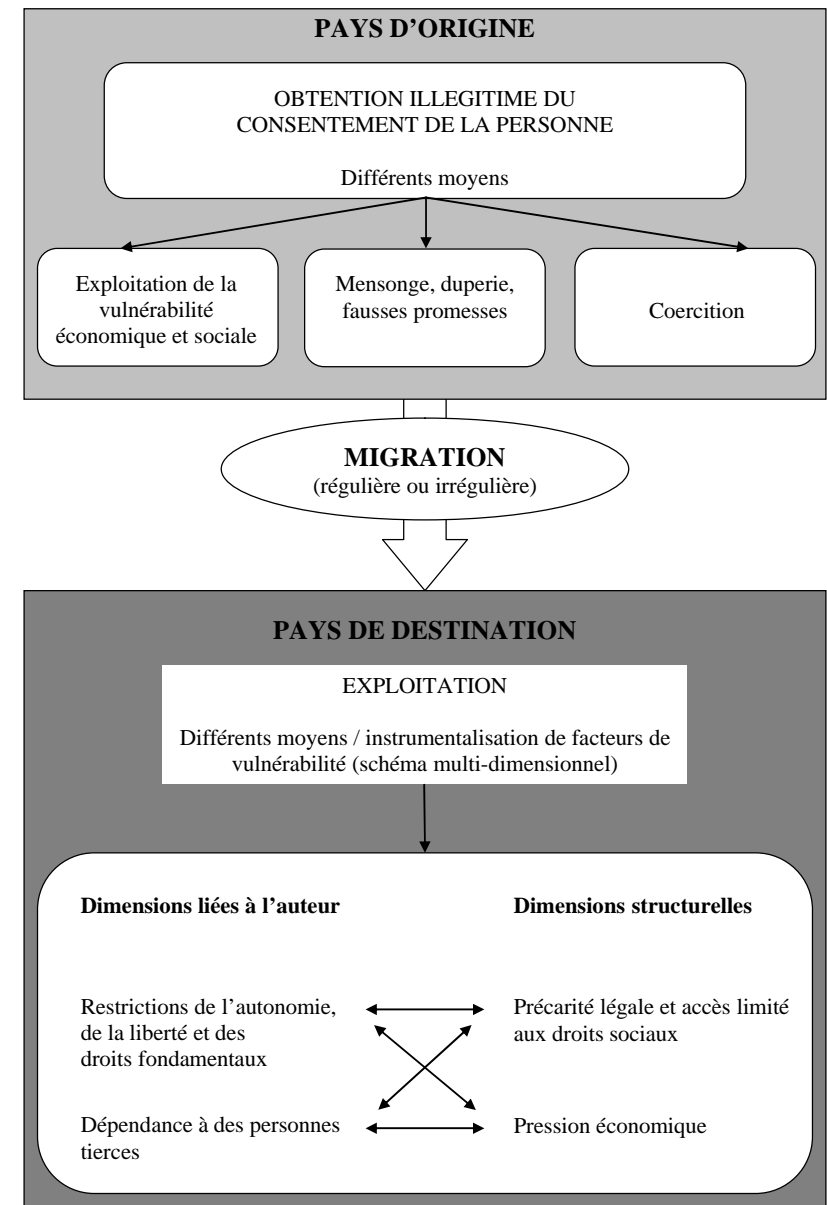 PAYS D’ORIGINE
OBTENTION ILLEGITIME DU
CONSENTEMENT DE LA PERSONNE
Différents moyens
Exploitation de la
vulnérabilité
économique et sociale
Mensonge, duperie,
fausses promesses
Coercition
MIGRATION
(régulière ou irrégulière)
PAYS DE DESTINATION
EXPLOITATION
Différents moyens / instrumentalisation de facteurs de
vulnérabilité (schéma multi-dimensionnel)
Dimensions liées à l’auteur
Dimensions structurelles
Restrictions de l’autonomie,
de la liberté et des
droits fondamentaux
Précarité légale et accès limité
aux droits sociaux
Dépendance à des personnes
tierces
Pression économique